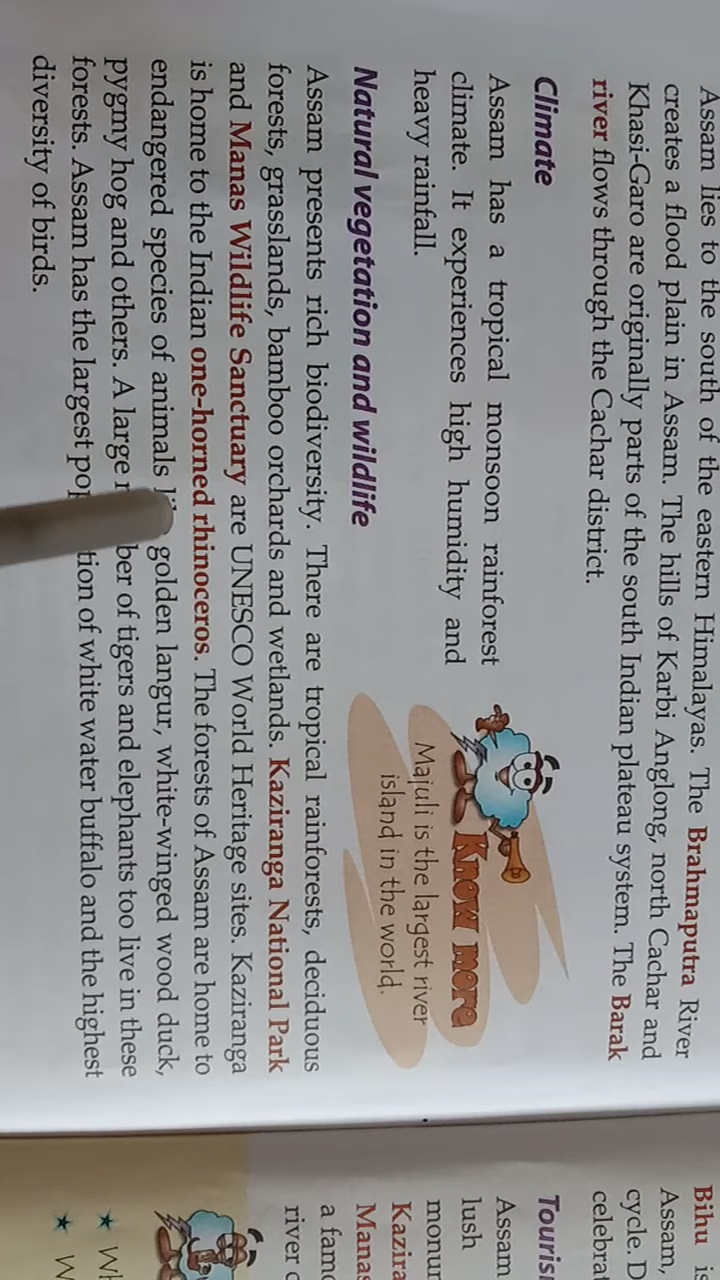 Assam lies to the south of the eastern Himalayas. The Brahmaputra River
creates a flood plain in Assam. The hills of Karbi Anglong, north Cachar and
Khasi-Garo are originally parts of the south Indian plateau system. The Barak
river flows through the Cachar district.
Climate
Assam has a tropical monsoon rainforest
climate. It experiences high humidity and
heavy rainfall.
Know more
Majuli is the largest river
island in the world.
Natural vegetation and wildlife
Assam presents rich biodiversity. There are tropical rainforests, deciduous
forests, grasslands, bamboo orchards and wetlands. Kaziranga National Park
and Manas Wildlife Sanctuary are UNESCO World Heritage sites. Kaziranga
is home to the Indian one-horned rhinoceros. The forests of Assam are home to
endangered species of animals golden langur, white-winged wood duck,
pygmy hog and others. A large ber of tigers and elephants too live in these
forests. Assam has the largest pop tion of white water buffalo and the highest
diversity of birds.
Bihu
Assam,
cycle.
celebra
Touris
Assam
lush
monum
Kazira
Manas
a famo
river